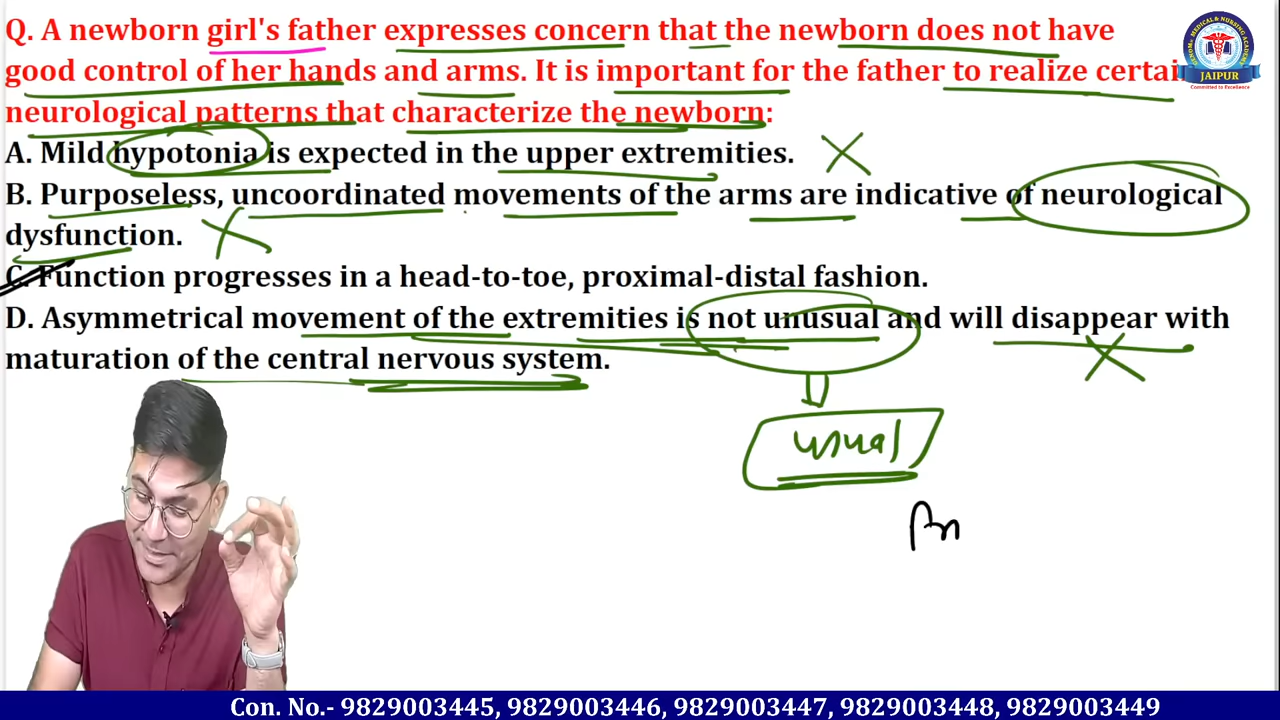 Q. A newborn girl's father expresses concern that the newborn does not have
good control of her hands and arms. It is important for the father to realize certain
neurological patterns that characterize the newborn:
A. Mild hypotonia is expected in the upper extremities.
B. Purposeless, uncoordinated movements of the arms are indicative of neurological
dysfunction.
C. Function progresses in a head-to-toe, proximal-distal fashion.
D. Asymmetrical movement of the extremities is not unusual and will disappear with
maturation of the central nervous system.
usual
JAIPUR
Con. No.- 9829003445, 9829003446, 9829003447, 9829003448, 9829003449